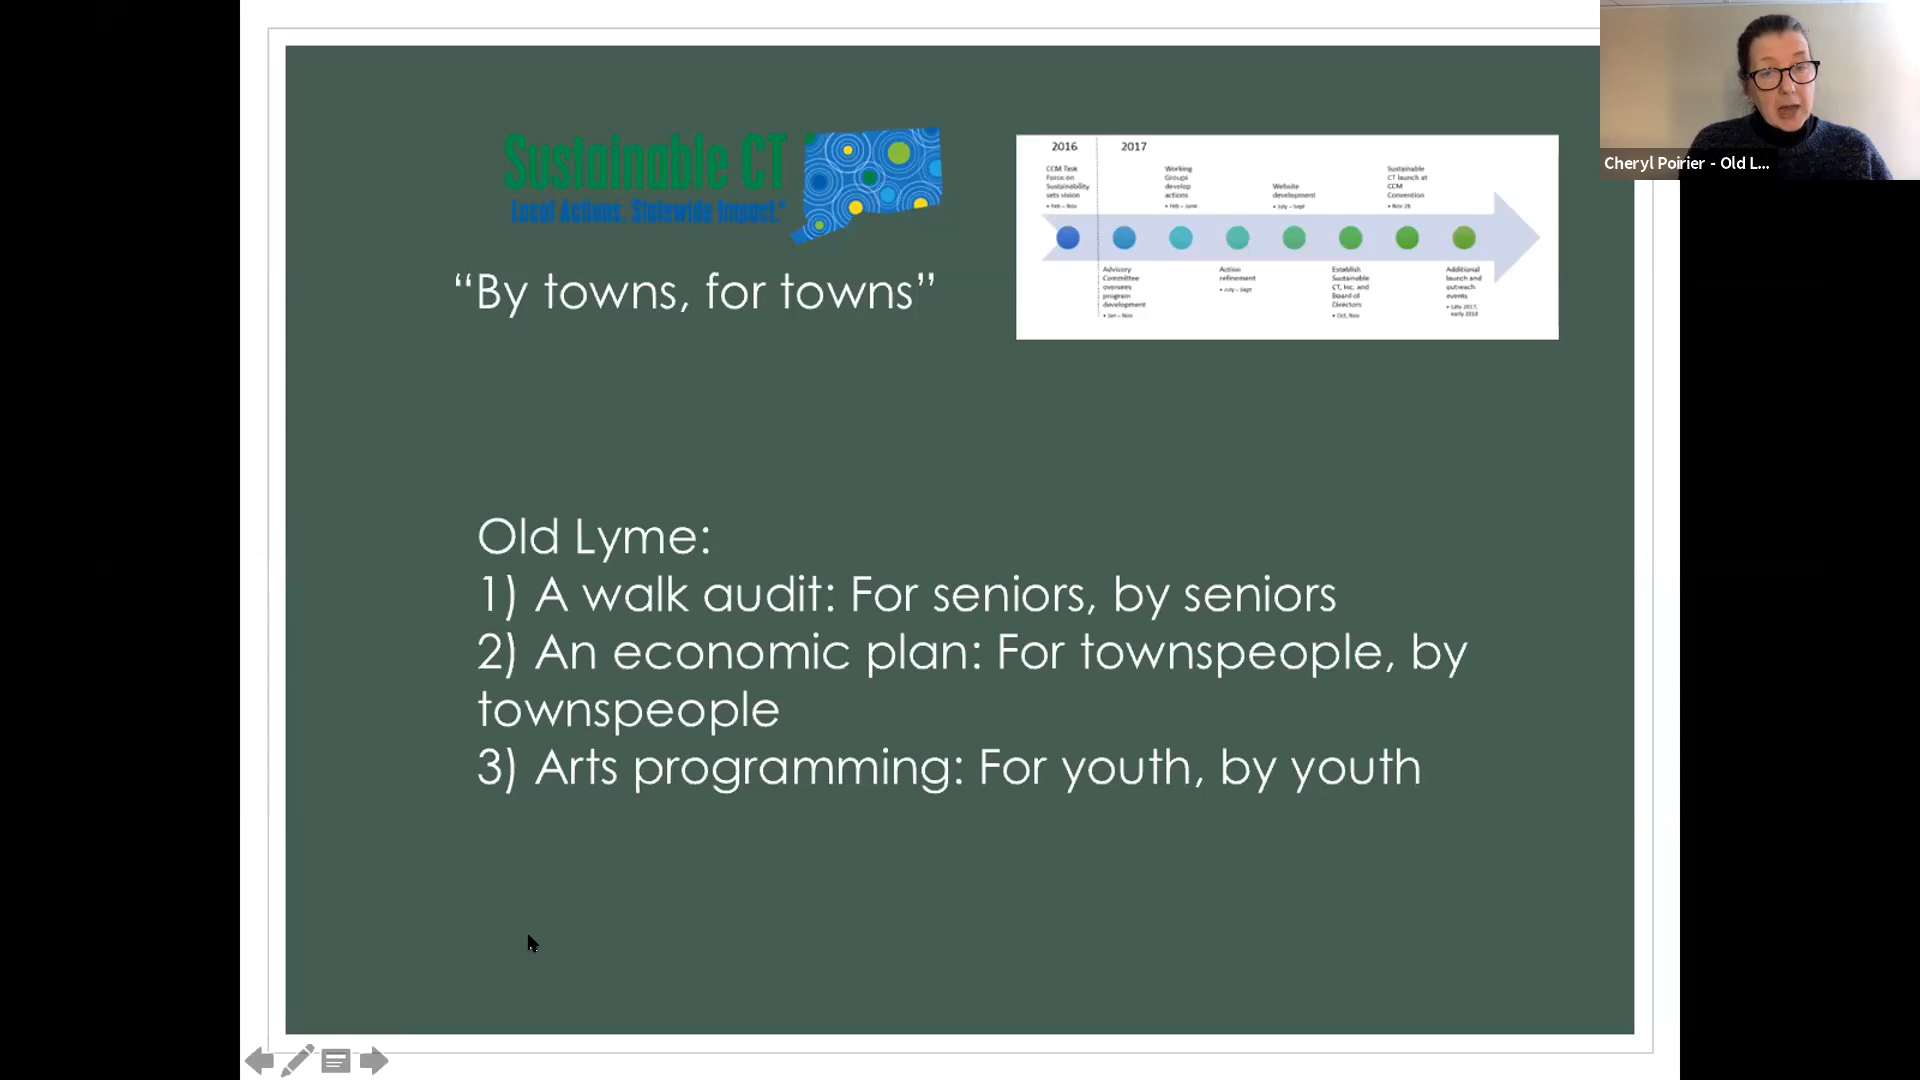 Sustainable CT
Local Actions. Statewide Impact.®
“By towns, for towns”
2016
2017
CCM Task
Force on
Sustainability
sets vision
• Feb – Nov
Working
Groups
develop
actions
• Feb – June
Website
development
• July – Sept
Sustainable
CT launch at
CCM
Convention
• Nov 28
Advisory
Committee
oversees
program
development
• Jan – Nov
Action
refinement
• July – Sept
Establish
Sustainable
CT, Inc. and
Board of
Directors
• Oct, Nov
Additional
launch and
outreach
events
• Late 2017,
early 2018
Cheryl Poirier - Old L...
Old Lyme:
1) A walk audit: For seniors, by seniors
2) An economic plan: For townspeople, by
townspeople
3) Arts programming: For youth, by youth